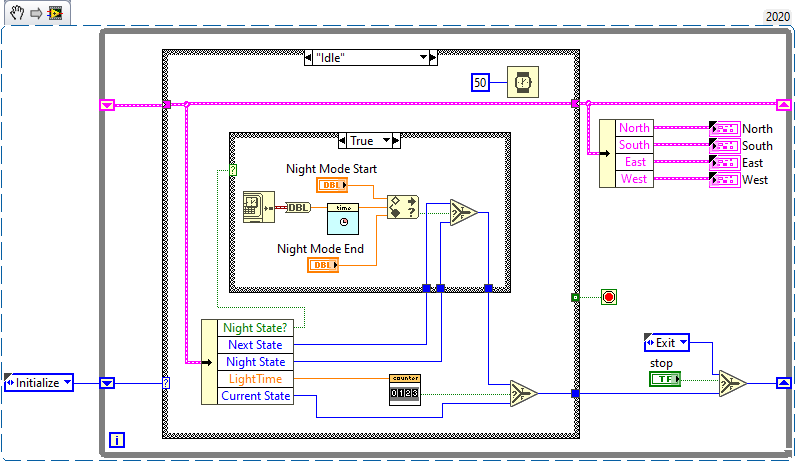 2020
"Idle"
50
True
Night Mode Start
DBL
DBL
time
Night Mode End
DBL
North
South
East
West
North
South
East
West
Night State?
Next State
Night State
LightTime
Current State
counter
0123
Initialize
Exit
stop
TF
i